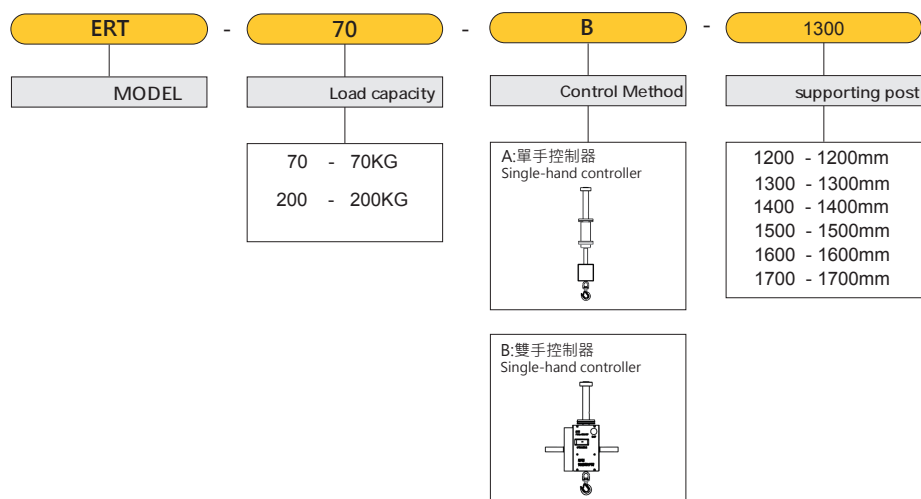 ERT - 70 - B - 1300
MODEL
Load capacity
Control Method
supporting post
70 - 70KG
200 - 200KG
A:單手控制器
Single-hand controller
B:雙手控制器
Single-hand controller
1200 - 1200mm
1300 - 1300mm
1400 - 1400mm
1500 - 1500mm
1600 - 1600mm
1700 - 1700mm